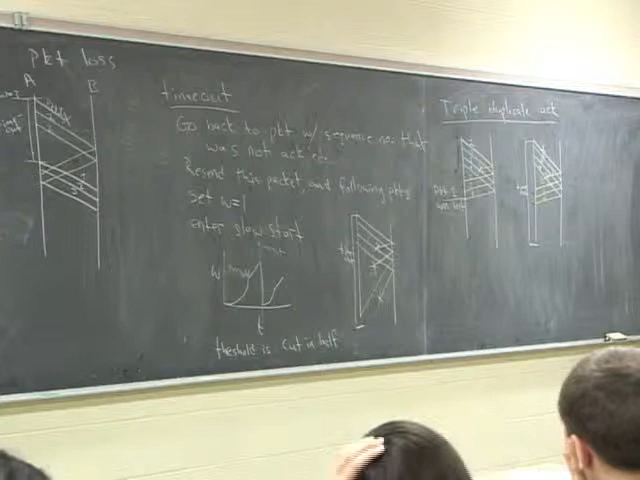 Pkt loss
A
B
timeout
Go back to pkt w/ sequence no. that
was not ack'ed.
Resend this packet, and following pkts
set w=1
enter slow start
w
t
theshole is cut in half
Triple duplicate ack